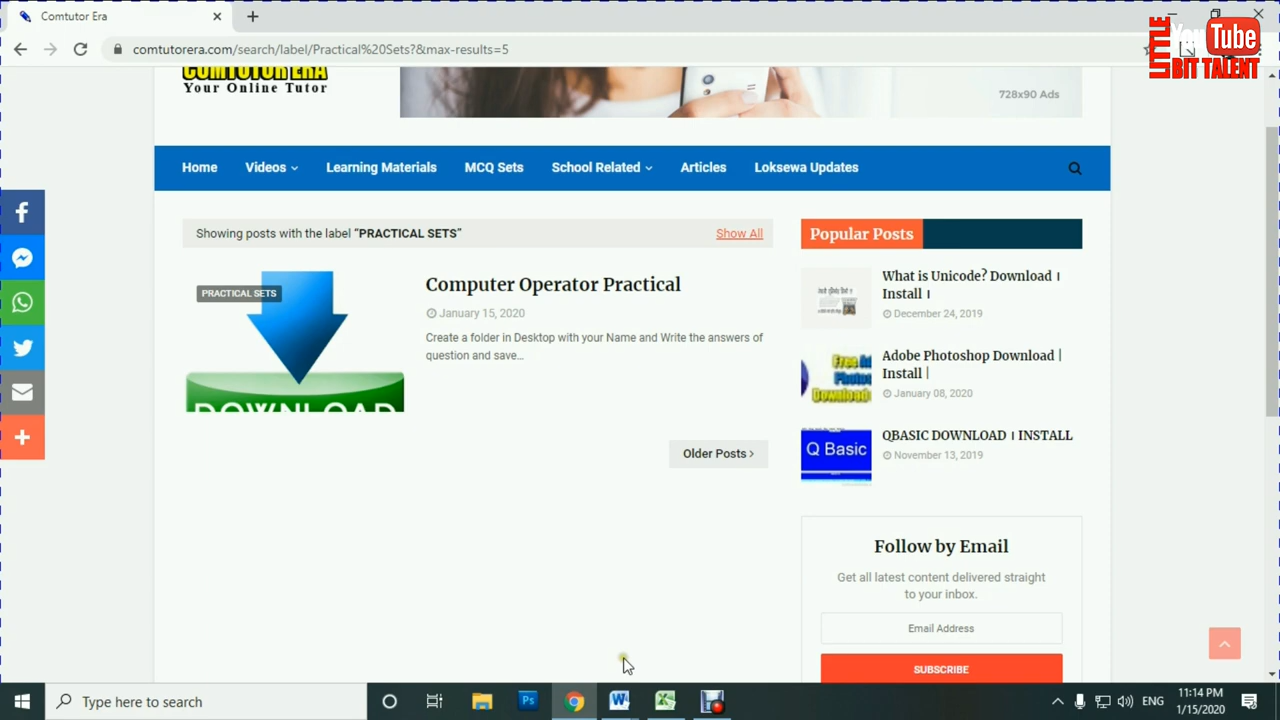 Comtutor Era
comtutorera.com/search/label/Practical%20Sets?&max-results=5
LITTLE
YouTube
BIT TALENT
COMTUTOR ERA
Your Online Tutor
728x90 Ads
Home
Videos
Learning Materials
MCQ Sets
School Related
Articles
Loksewa Updates
Showing posts with the label “PRACTICAL SETS”
Show All
PRACTICAL SETS
DOWNLOAD
Computer Operator Practical
January 15, 2020
Create a folder in Desktop with your Name and Write the answers of
question and save...
Older Posts ›
Popular Posts
What is Unicode? Download ।
Install ।
December 24, 2019
Adobe Photoshop Download |
Install |
January 08, 2020
Q Basic
QBASIC DOWNLOAD । INSTALL
November 13, 2019
Follow by Email
Get all latest content delivered straight
to your inbox.
Email Address
SUBSCRIBE
Type here to search
Ps
ENG
11:14 PM
1/15/2020